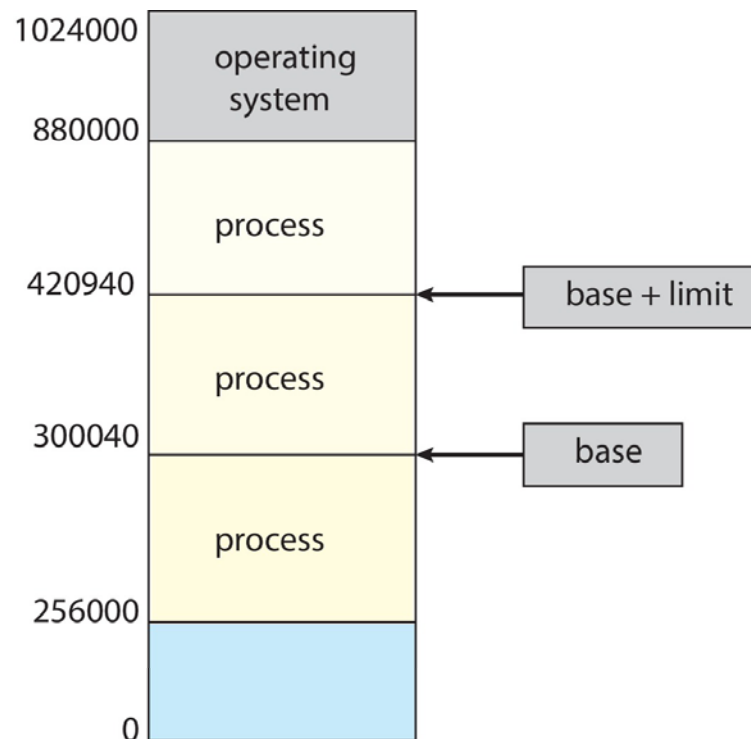 1024000
operating
system
880000
process
420940
base + limit
process
300040
base
process
256000
0